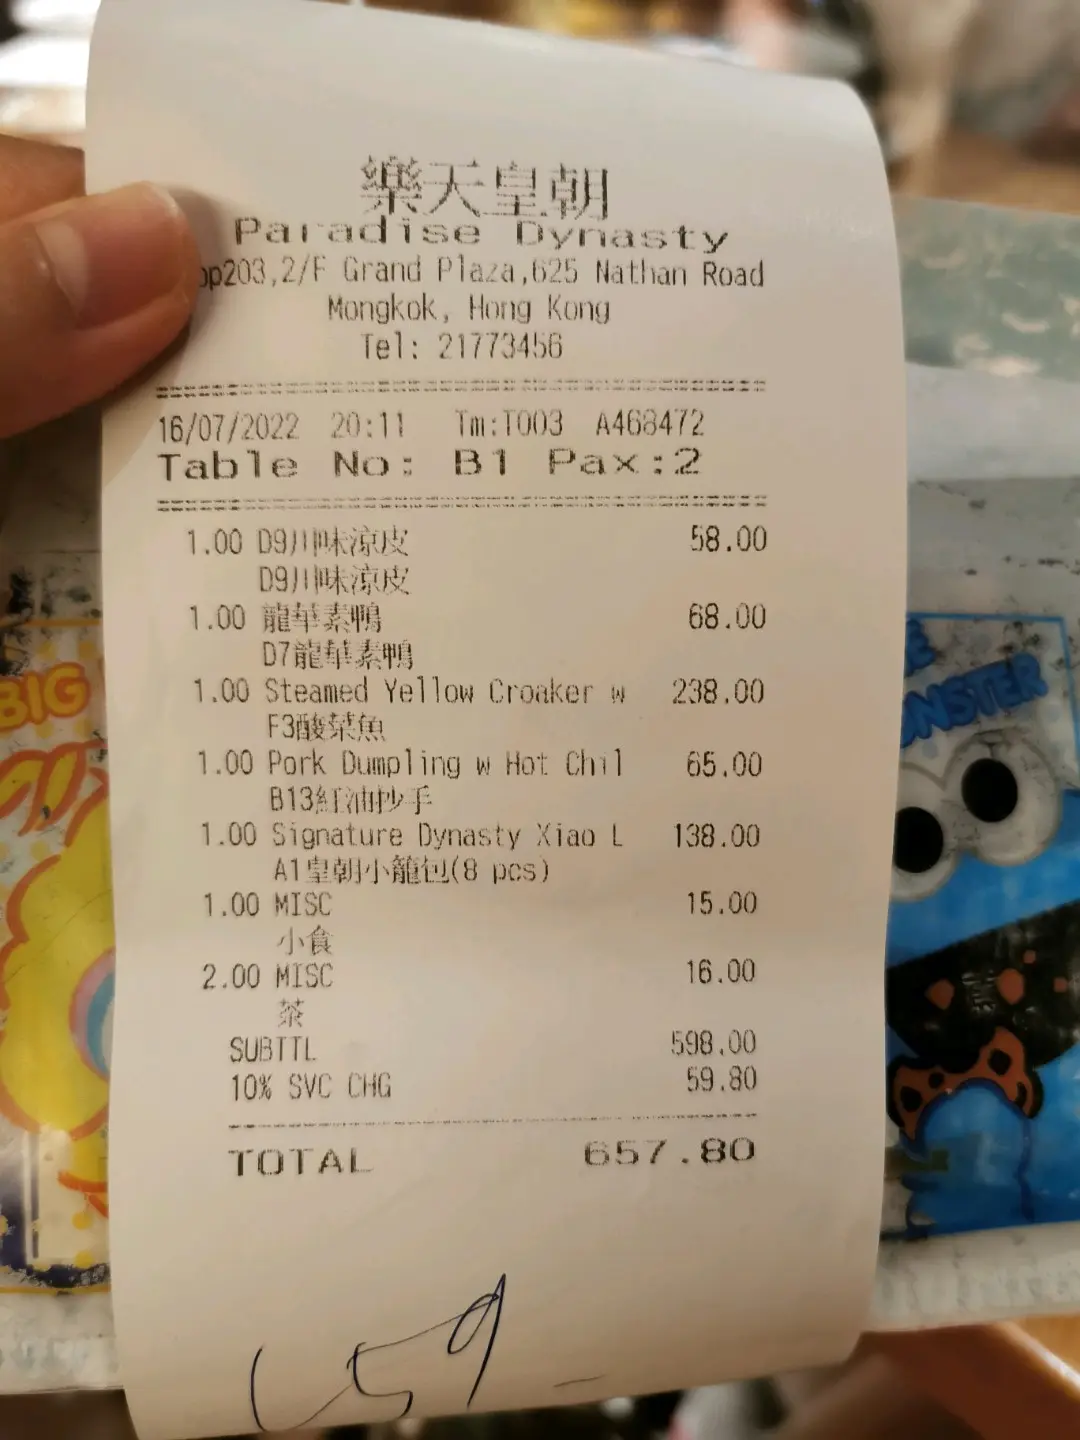 樂天皇朝
Paradise Dynasty
op203,2/F Grand Plaza,625 Nathan Road
Mongkok, Hong Kong
Tel: 21773456
16/07/2022 20:11 Tm:T003 A468472
Table No: B1 Pax:2
1.00 D9川味涼皮 58.00
D9川味涼皮
1.00 龍華素鴨 68.00
D7龍華素鴨
1.00 Steamed Yellow Croaker w 238.00
F3酸菜魚
1.00 Pork Dumpling w Hot Chil 65.00
B13紅油抄手
1.00 Signature Dynasty Xiao L 138.00
A1皇朝小籠包(8 pcs)
1.00 MISC 15.00
小食
2.00 MISC 16.00
茶
SUBTTL 598.00
10% SVC CHG 59.80
TOTAL 657.80
BIG
ONSTER